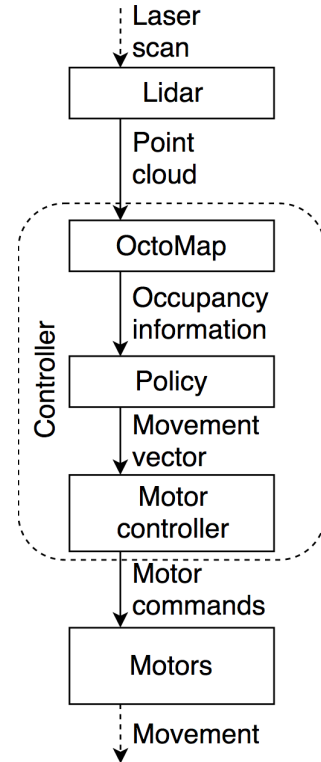 Laser
scan
Lidar
Point
cloud
OctoMap
Occupancy
information
Controller
Policy
Movement
vector
Motor
controller
Motor
commands
Motors
Movement